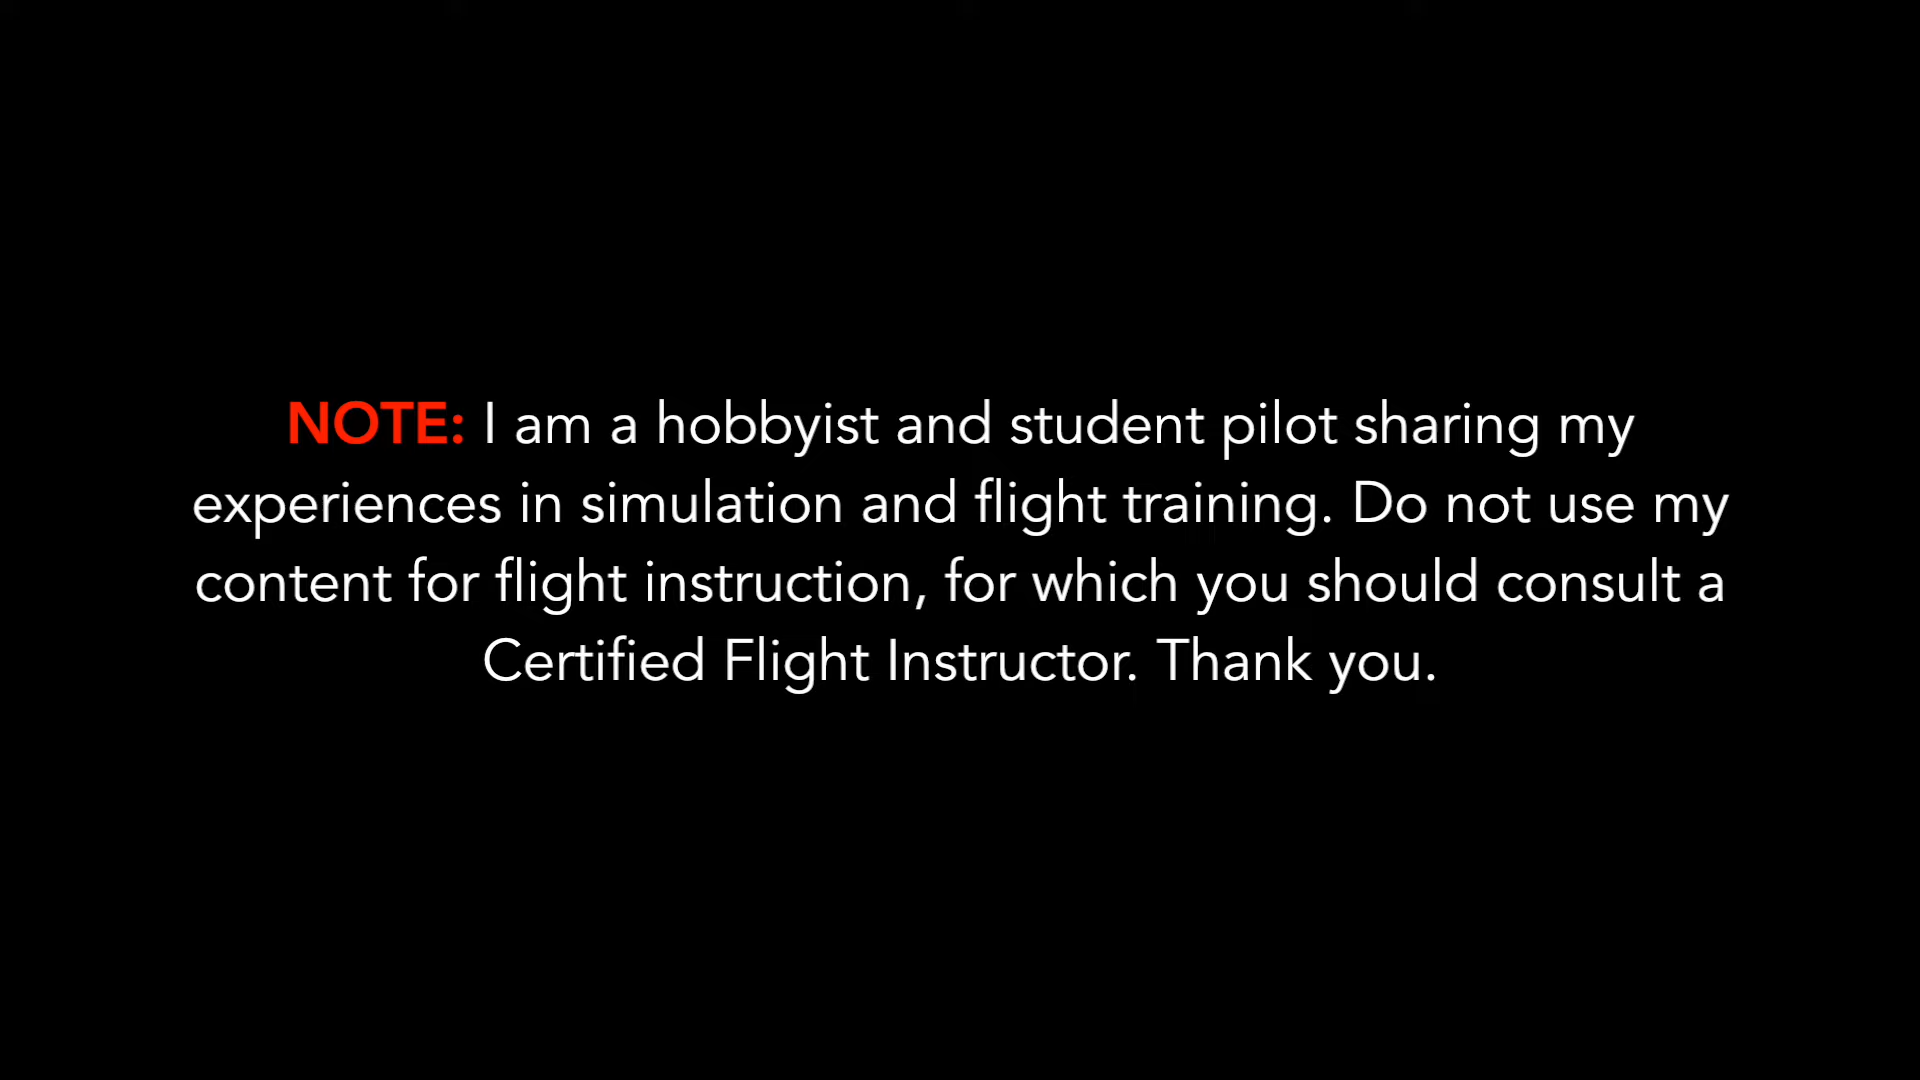 NOTE: I am a hobbyist and student pilot sharing my
experiences in simulation and flight training. Do not use my
content for flight instruction, for which you should consult a
Certified Flight Instructor. Thank you.